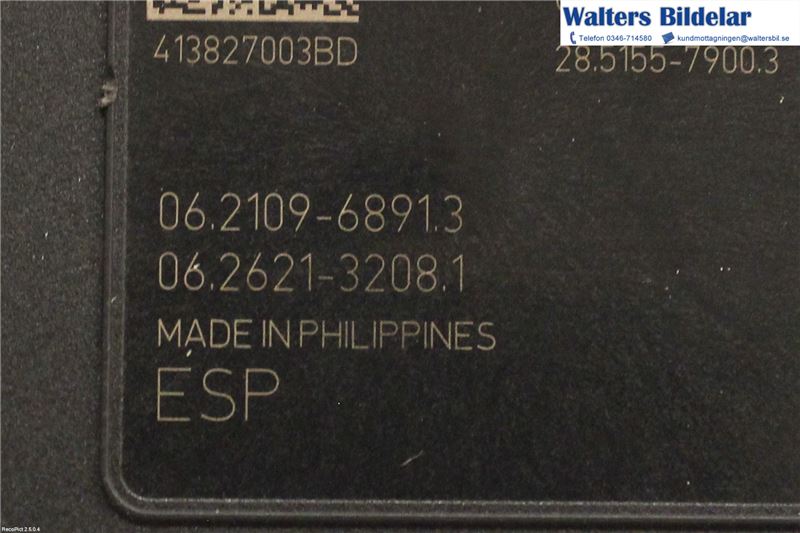 Walters Bildelar
Telefon 0346-714580 kundmottagningen@waltersbil.se
413827003BD 28.5155-7900.3
06.2109-6891.3
06.2621-3208.1
MADE IN PHILIPPINES
ESP
RecoPict 2.5.0.4